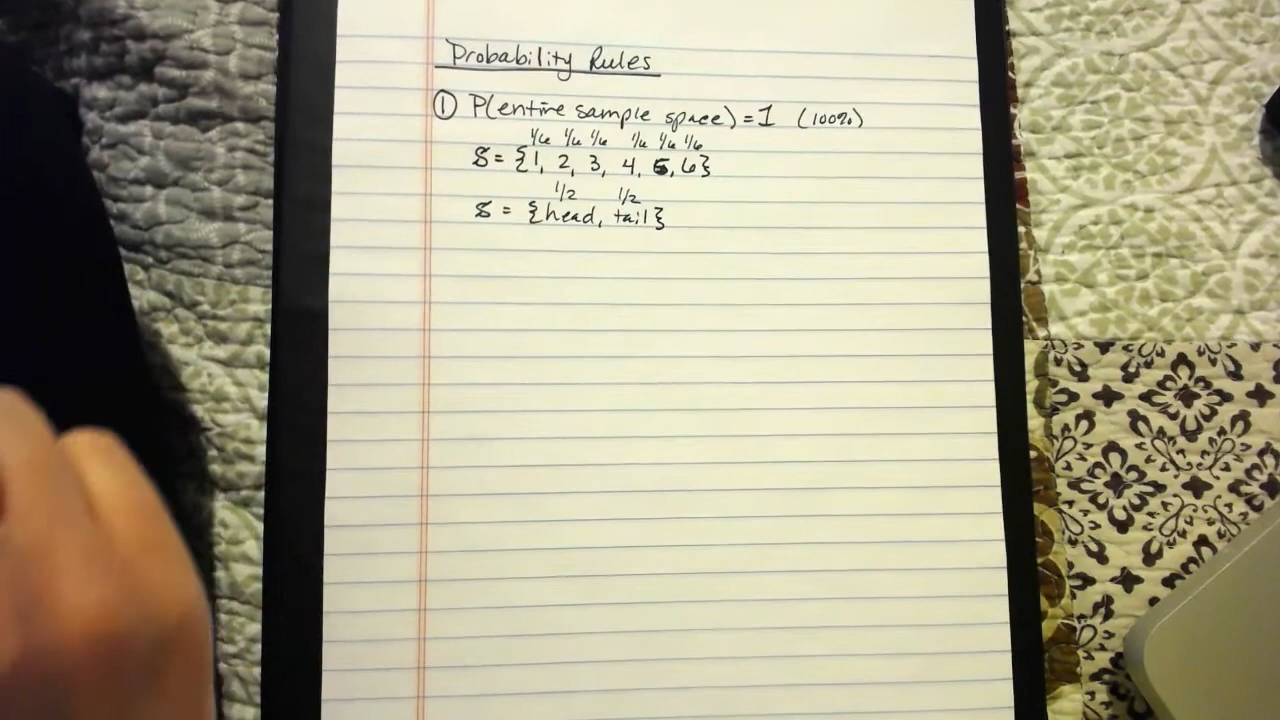 Probability Rules
① P(entire sample space) = 1 (100%)
1/6 1/6 1/6 1/6 1/6 1/6
S = {1, 2, 3, 4, 5, 6}
1/2 1/2
S = {head, tail}